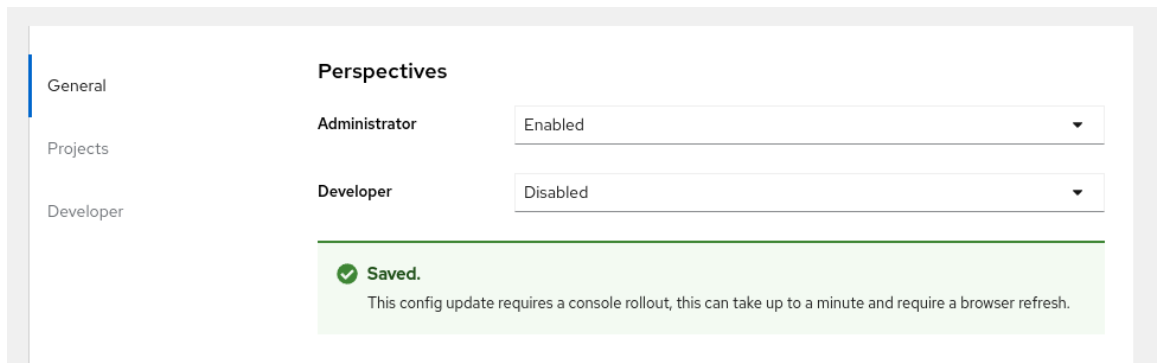 General
Projects
Developer
Perspectives
Administrator
Enabled
Developer
Disabled
Saved.
This config update requires a console rollout, this can take up to a minute and require a browser refresh.